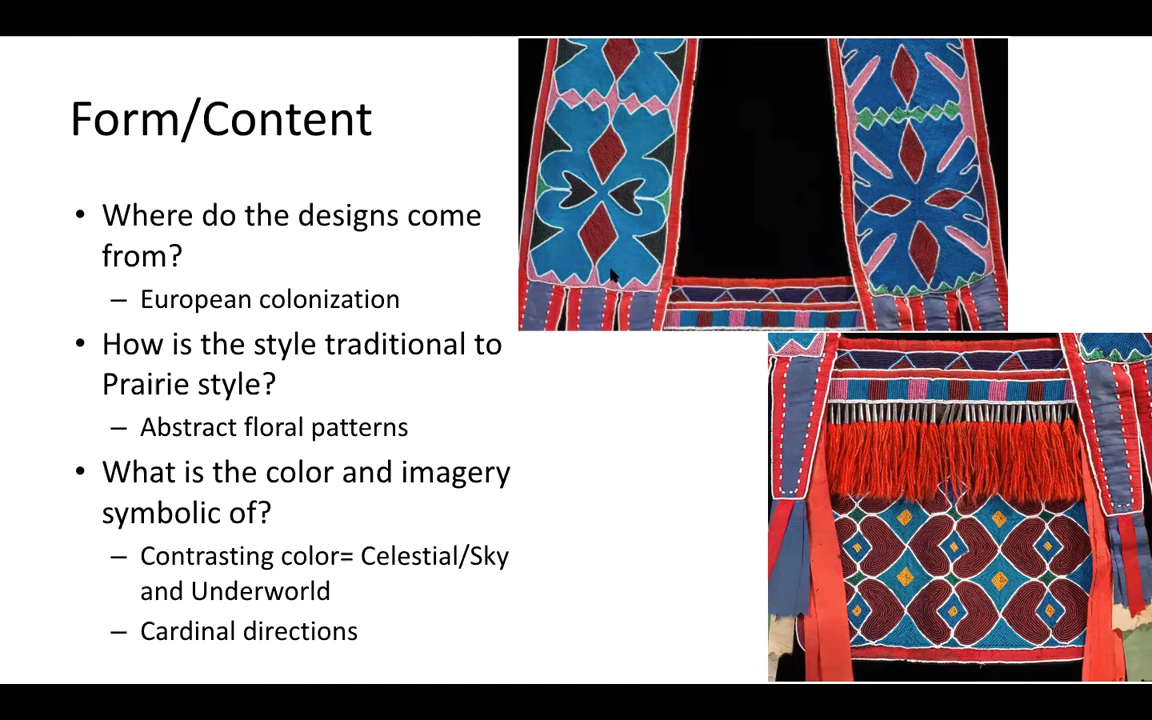 Form/Content
• Where do the designs come
from?
– European colonization
• How is the style traditional to
Prairie style?
– Abstract floral patterns
• What is the color and imagery
symbolic of?
– Contrasting color= Celestial/Sky
and Underworld
– Cardinal directions